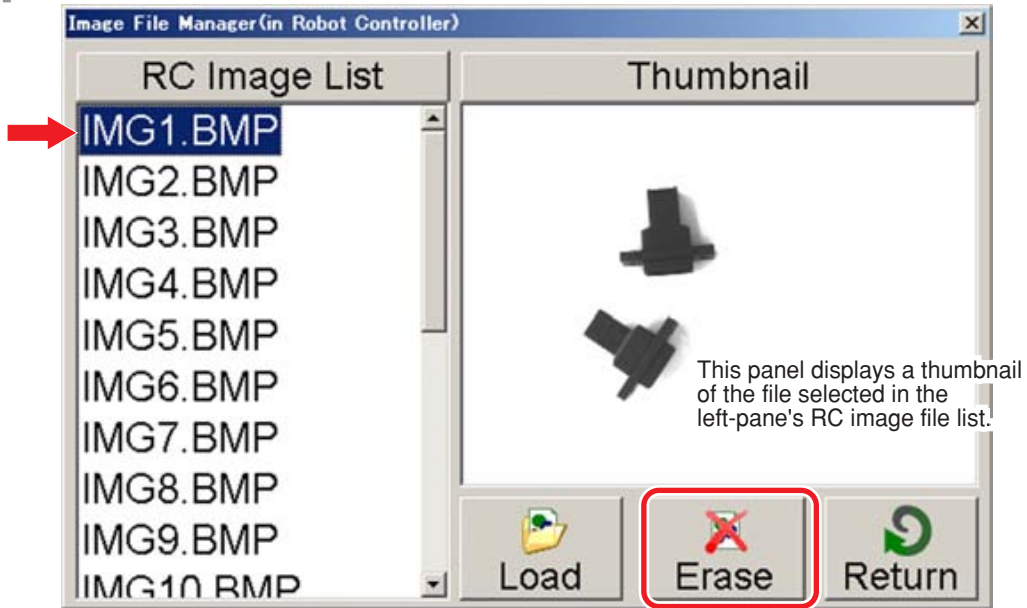 Image File Manager(in Robot Controller)
RC Image List
Thumbnail
IMG1.BMP
IMG2.BMP
IMG3.BMP
IMG4.BMP
IMG5.BMP
IMG6.BMP
IMG7.BMP
IMG8.BMP
IMG9.BMP
IMG10.BMP
This panel displays a thumbnail
of the file selected in the
left-pane's RC image file list.
Load
Erase
Return